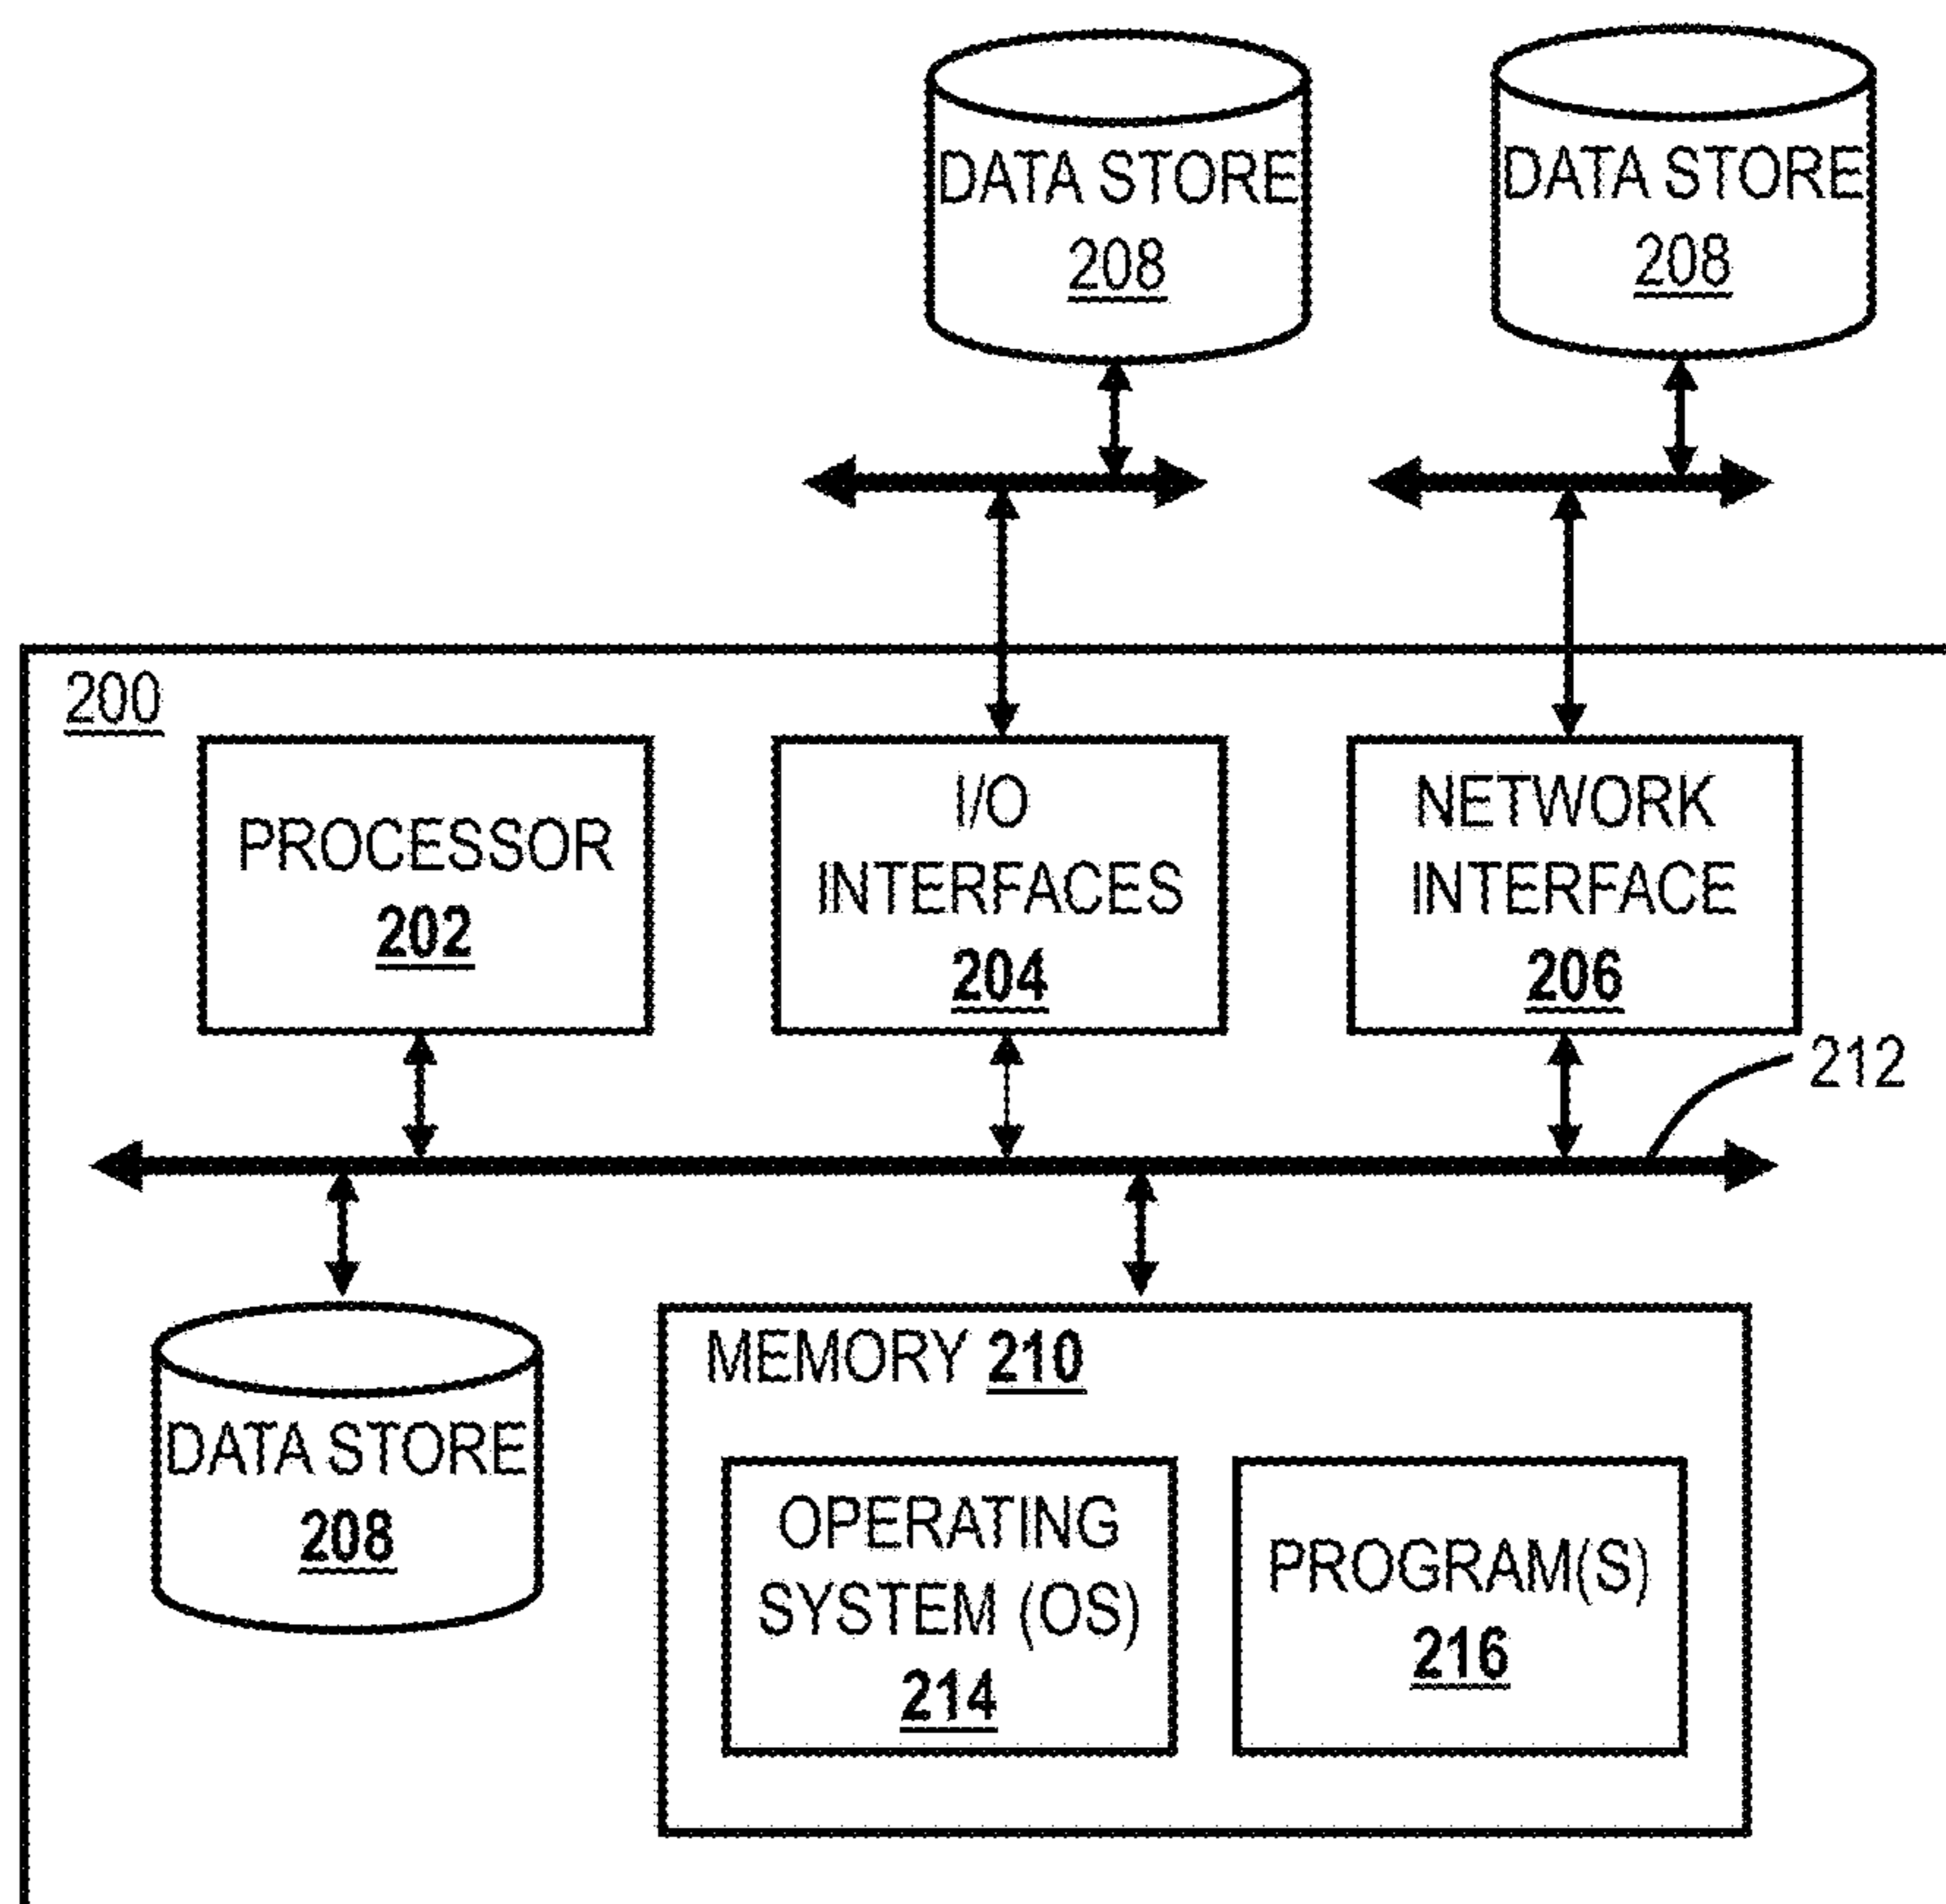 DATA STORE
208
DATA STORE
208
200
PROCESSOR
202
I/O
INTERFACES
204
NETWORK
INTERFACE
206
212
DATA STORE
208
MEMORY 210
OPERATING
SYSTEM (OS)
214
PROGRAM(S)
216